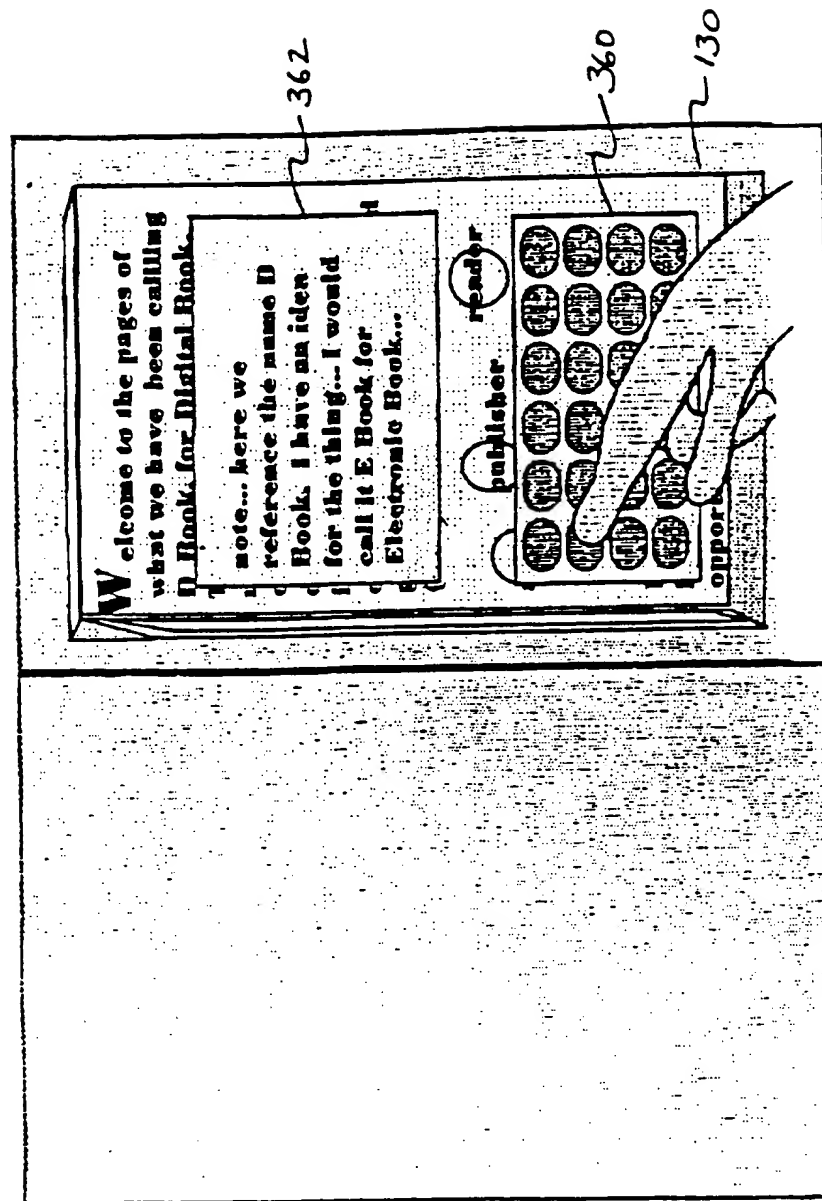 Welcome to the pages of
what we have been callling
D Book, for Digital Book.
note... here we
reference the name D
Book. I have an idea
for the thing... I would
call it E Book for
Electronic Book...
publisher reader
oppor
362
360
130